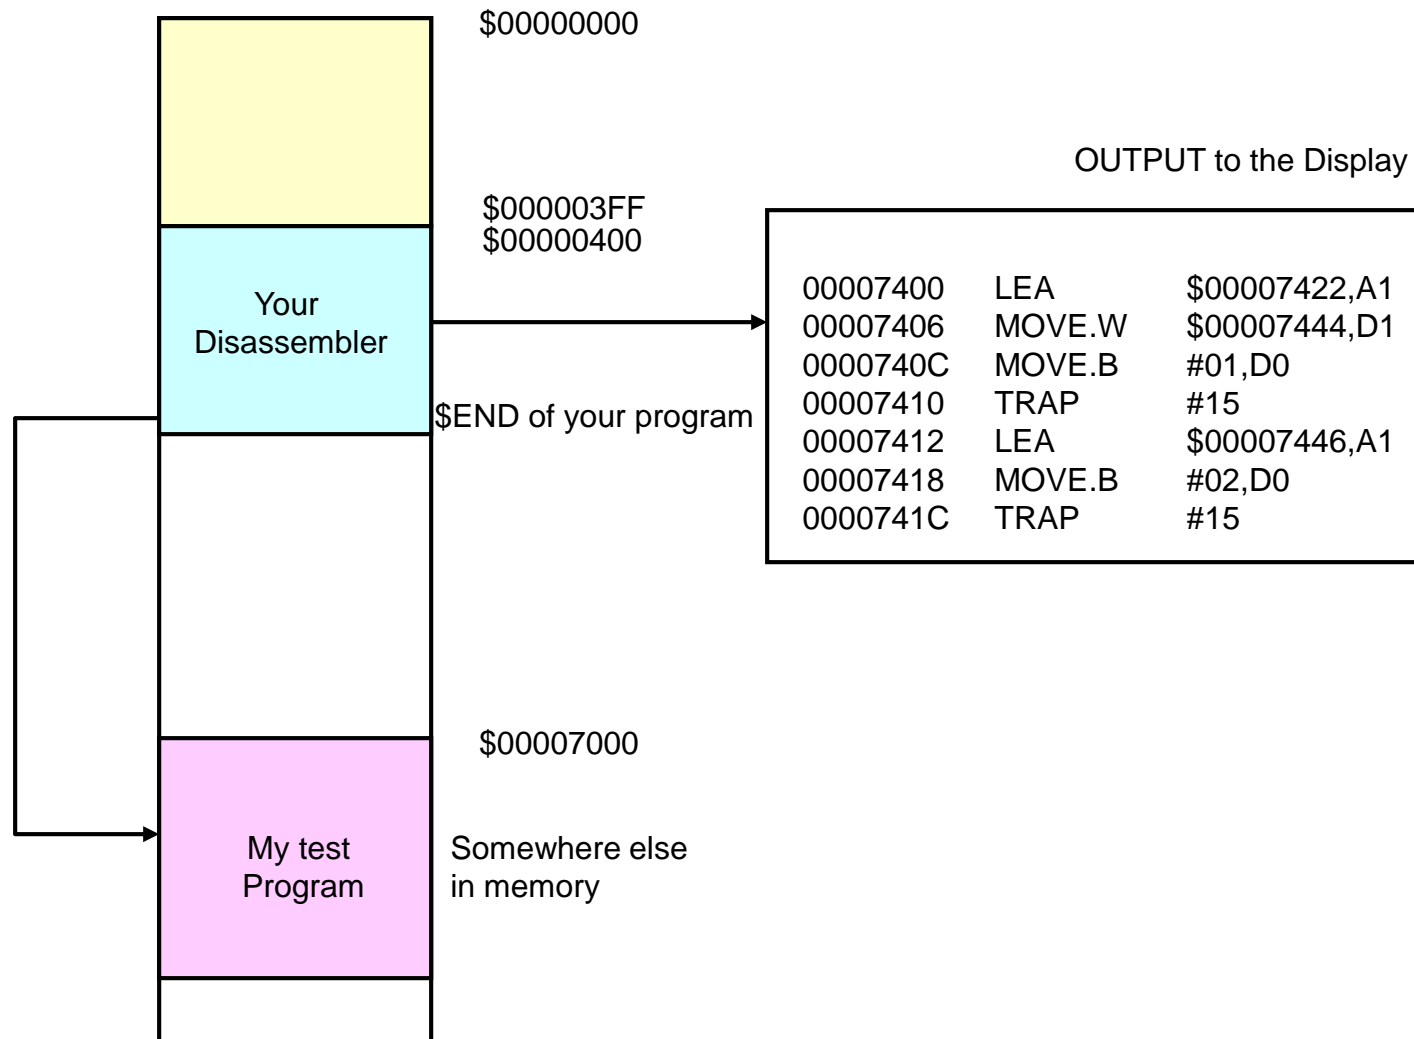 $00000000
OUTPUT to the Display
$000003FF
$00000400
Your
Disassembler
00007400 LEA $00007422,A1
00007406 MOVE.W $00007444,D1
0000740C MOVE.B #01,D0
00007410 TRAP #15
00007412 LEA $00007446,A1
00007418 MOVE.B #02,D0
0000741C TRAP #15
$END of your program
$00007000
My test
Program
Somewhere else
in memory